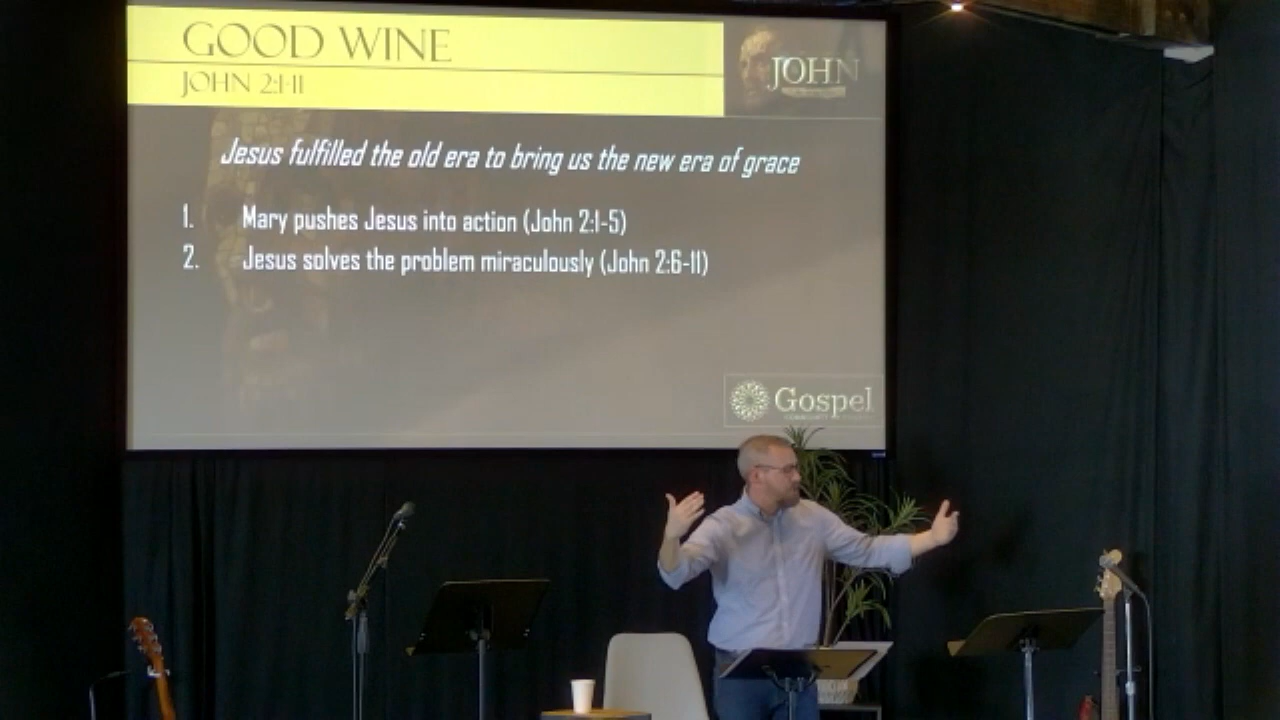 GOOD WINE
JOHN 2:1-11
JOHN
Jesus fulfilled the old era to bring us the new era of grace
1. Mary pushes Jesus into action (John 2:1-5)
2. Jesus solves the problem miraculously (John 2:6-11)
Gospel
COMMUNITY